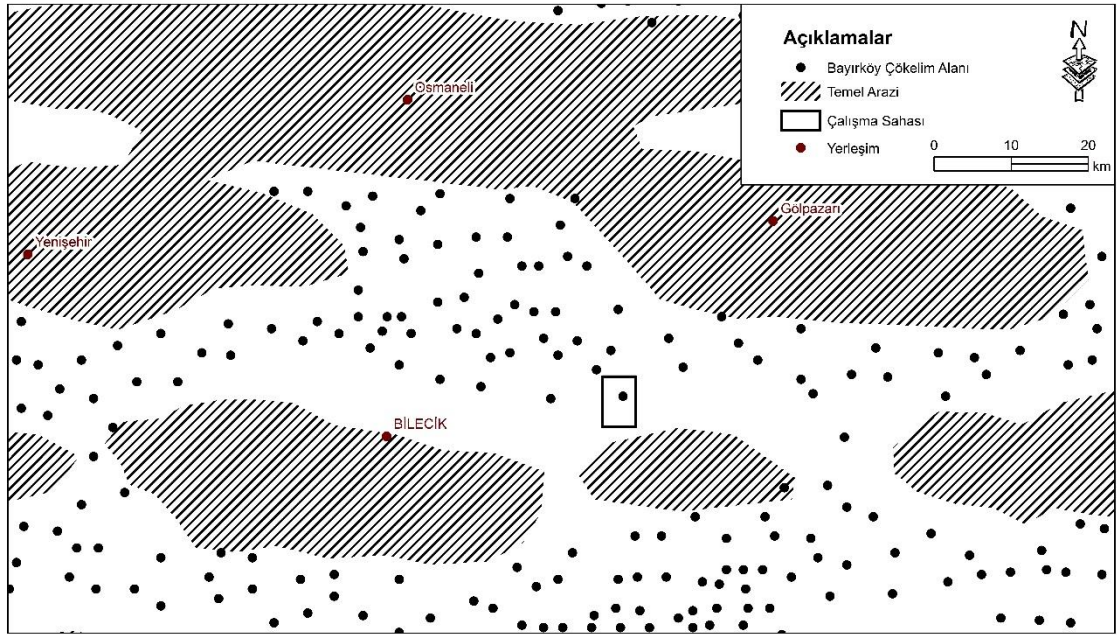 Açıklamalar
N
Bayırköy Çökelim Alanı
Temel Arazi
Çalışma Sahası
Yerleşim
0 10 20
km
Osmaneli
Gölpazarı
Yenişehir
BİLECİK